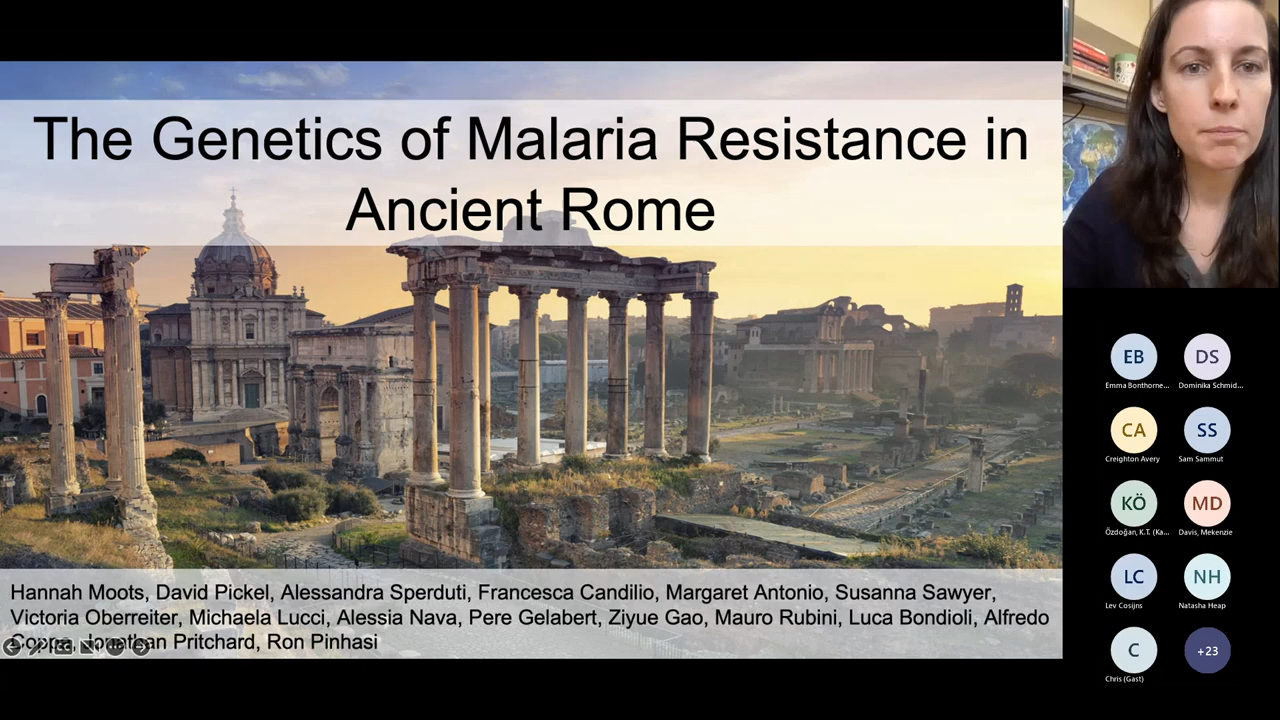 The Genetics of Malaria Resistance in
Ancient Rome
Hannah Moots, David Pickel, Alessandra Sperduti, Francesca Candilio, Margaret Antonio, Susanna Sawyer,
Victoria Oberreiter, Michaela Lucci, Alessia Nava, Pere Gelabert, Ziyue Gao, Mauro Rubini, Luca Bondioli, Alfredo
Coppa, Jonathan Pritchard, Ron Pinhasi
EB
DS
Emma Bonthorne...
Dominika Schmid...
CA
SS
Creighton Avery
Sam Sammut
KÖ
MD
Özdoğan, K.T. (Ka...
Davis, Mekenzie
LC
NH
Lev Cosijns
Natasha Heap
C
+23
Chris (Gast)